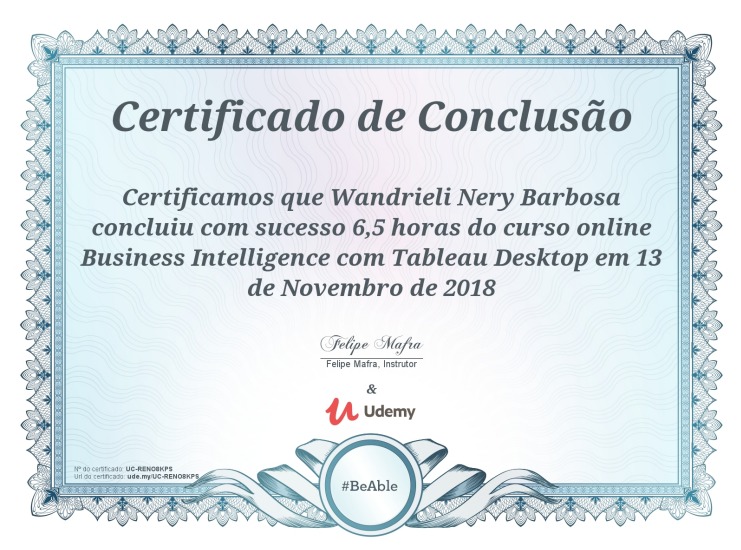 Certificado de Conclusão
Certificamos que Wandrieli Nery Barbosa
concluiu com sucesso 6,5 horas do curso online
Business Intelligence com Tableau Desktop em 13
de Novembro de 2018
Felipe Mafra
Felipe Mafra, Instrutor
&
Udemy
Nº do certificado: UC-RENO8KPS
Url do certificado: ude.my/UC-RENO8KPS
#BeAble